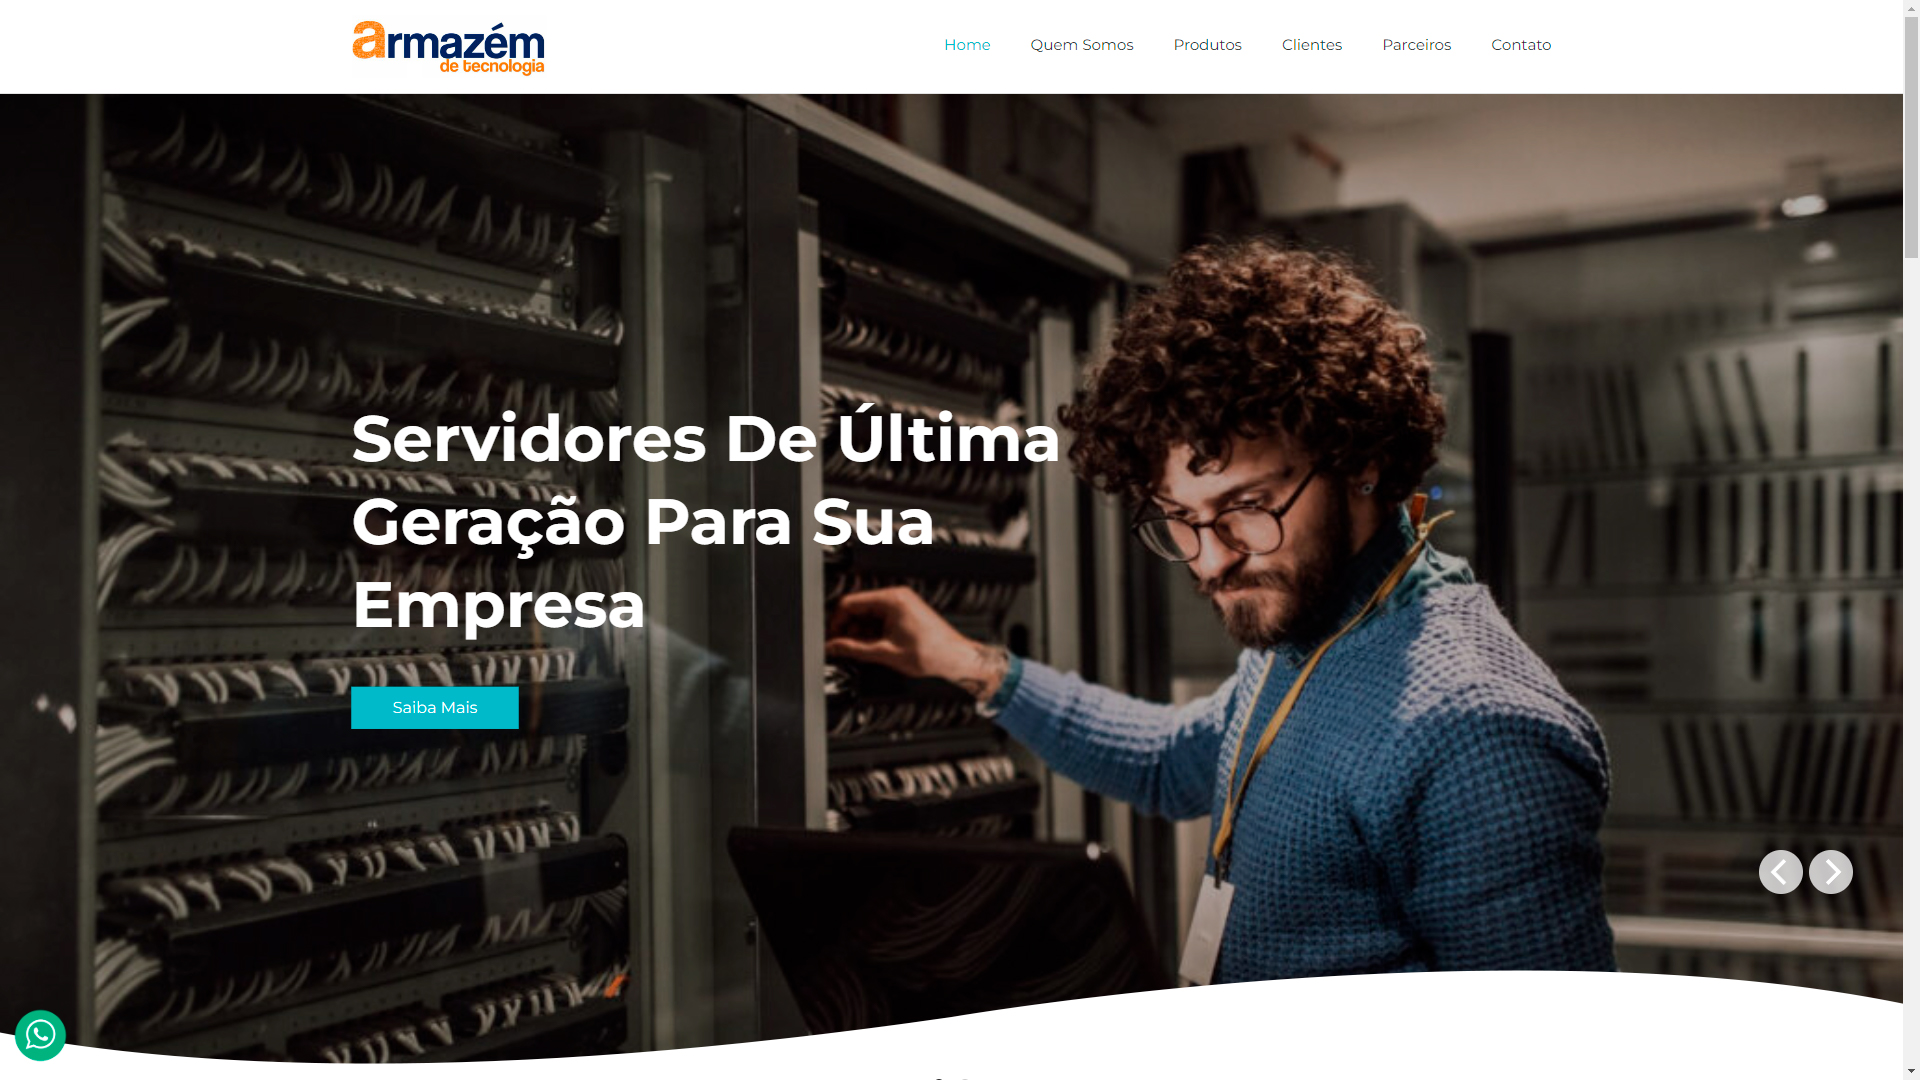 armazém
de tecnologia
Home
Quem Somos
Produtos
Clientes
Parceiros
Contato
Servidores De Última
Geração Para Sua
Empresa
Saiba Mais